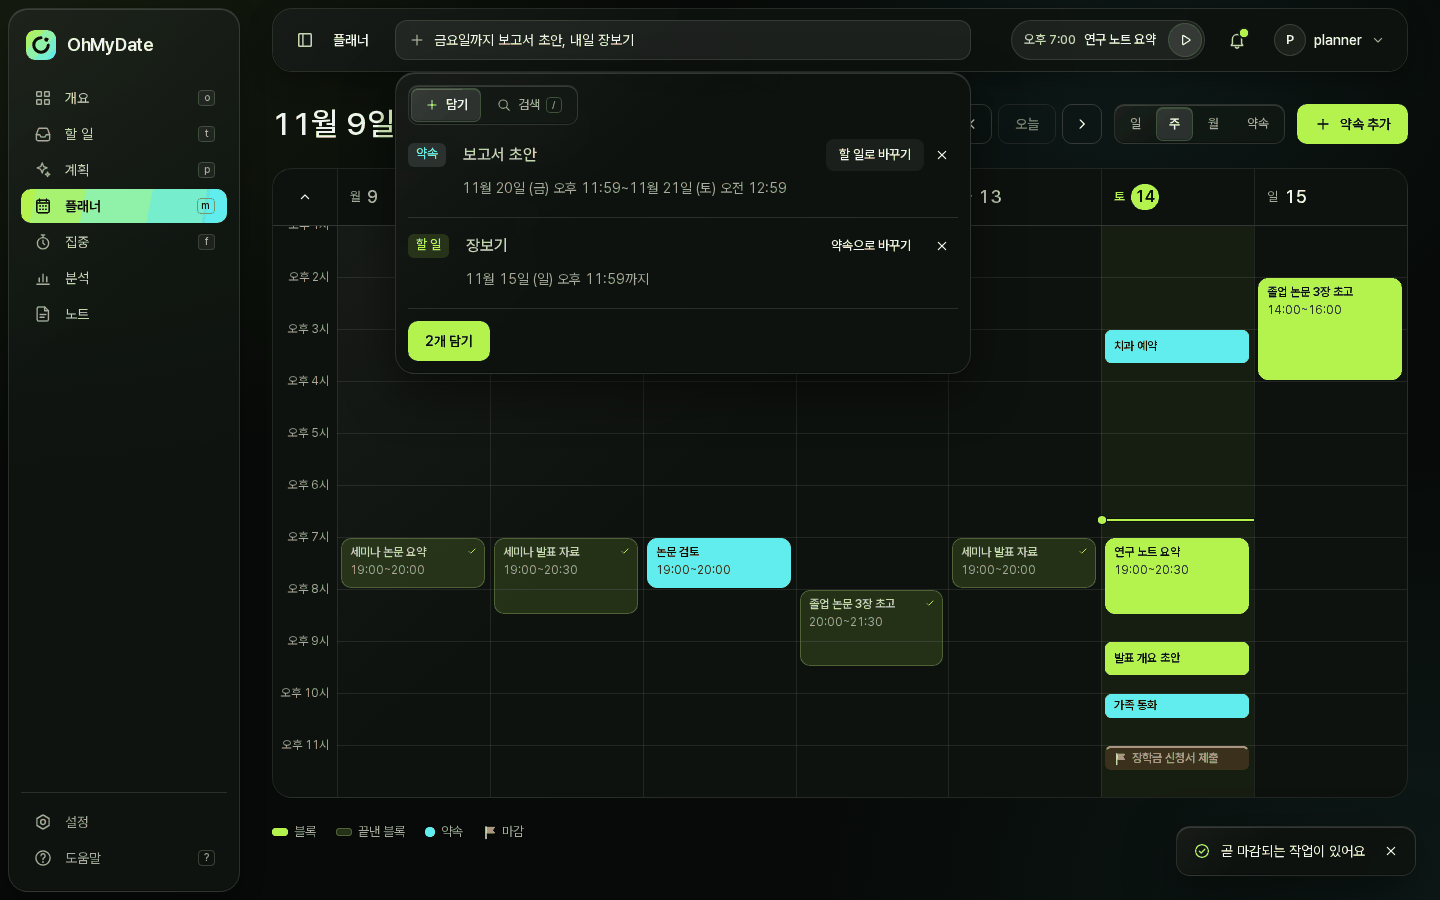 OhMyDate
개요 o
할 일 t
계획 p
플래너 m
집중 f
분석
노트
설정
도움말 ?
플래너
금요일까지 보고서 초안, 내일 장보기
오후 7:00 연구 노트 요약
P planner
11월 9일
오늘
일 주 월 약속
약속 추가
담기
검색 /
약속 보고서 초안
할 일로 바꾸기
11월 20일 (금) 오후 11:59~11월 21일 (토) 오전 12:59
할 일 장보기
약속으로 바꾸기
11월 15일 (일) 오후 11:59까지
2개 담기
월 9
13
토 14
일 15
오후 2시
오후 3시
오후 4시
오후 5시
오후 6시
오후 7시
오후 8시
오후 9시
오후 10시
오후 11시
세미나 논문 요약
19:00~20:00
세미나 발표 자료
19:00~20:30
논문 검토
19:00~20:00
졸업 논문 3장 초고
20:00~21:30
세미나 발표 자료
19:00~20:00
치과 예약
연구 노트 요약
19:00~20:30
발표 개요 초안
가족 통화
장학금 신청서 제출
졸업 논문 3장 초고
14:00~16:00
블록
끝낸 블록
약속
마감
곧 마감되는 작업이 있어요